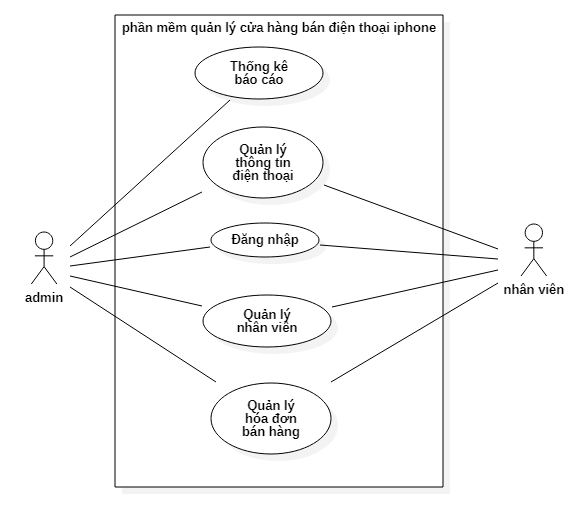 phần mềm quản lý cửa hàng bán điện thoại iphone
Thống kê
báo cáo
Quản lý
thông tin
điện thoại
Đăng nhập
admin
nhân viên
Quản lý
nhân viên
Quản lý
hóa đơn
bán hàng